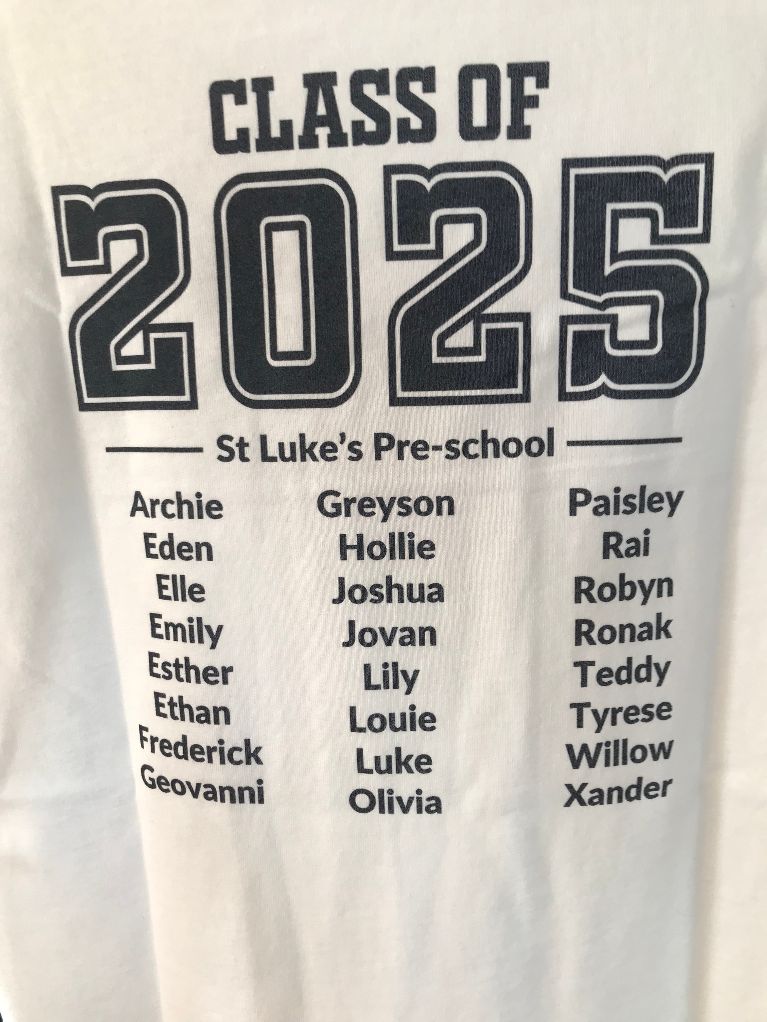 CLASS OF
2025
St Luke's Pre-school
Archie
Eden
Elle
Emily
Esther
Ethan
Frederick
Geovanni
Greyson
Hollie
Joshua
Jovan
Lily
Louie
Luke
Olivia
Paisley
Rai
Robyn
Ronak
Teddy
Tyrese
Willow
Xander